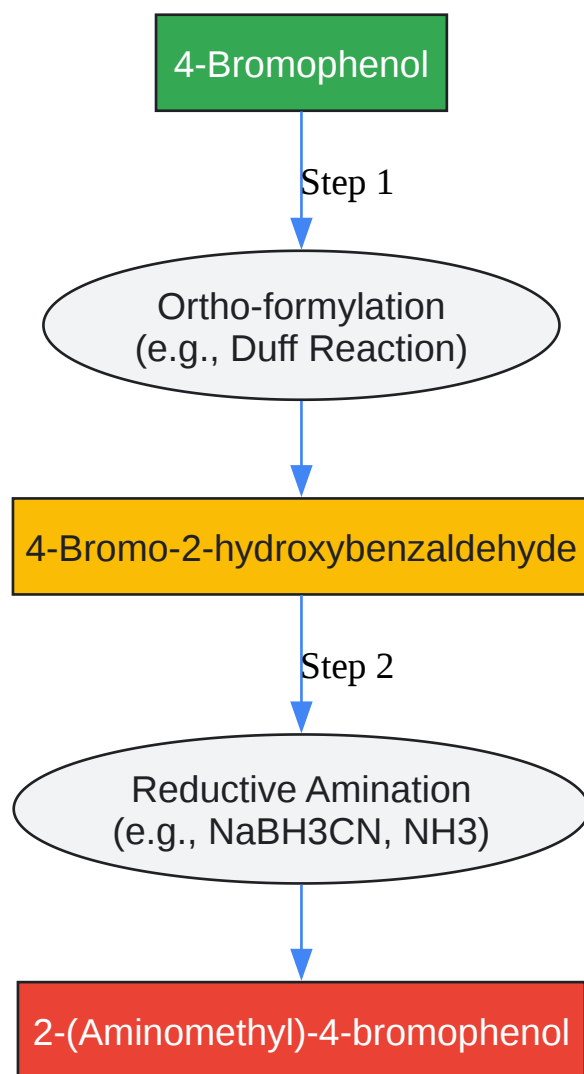 4-Bromophenol
Step 1
Ortho-formylation
(e.g., Duff Reaction)
4-Bromo-2-hydroxybenzaldehyde
Step 2
Reductive Amination
(e.g., NaBH3CN, NH3)
2-(Aminomethyl)-4-bromophenol